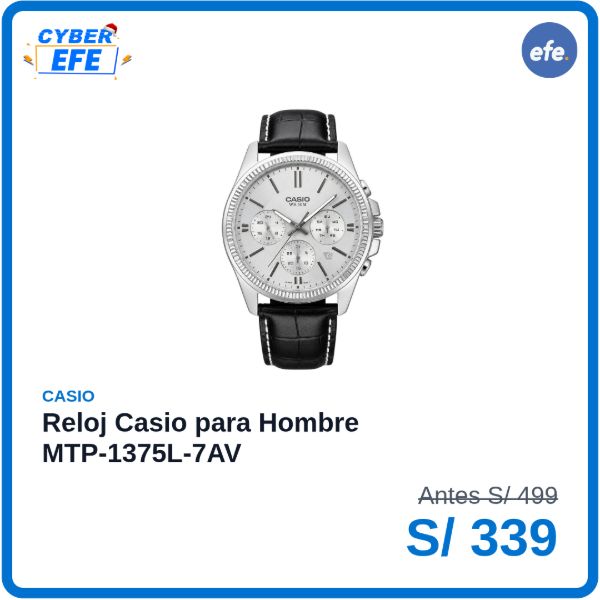 CYBER
EFE
efe.
CASIO
CASIO
Reloj Casio para Hombre
MTP-1375L-7AV
Antes S/ 499
S/ 339